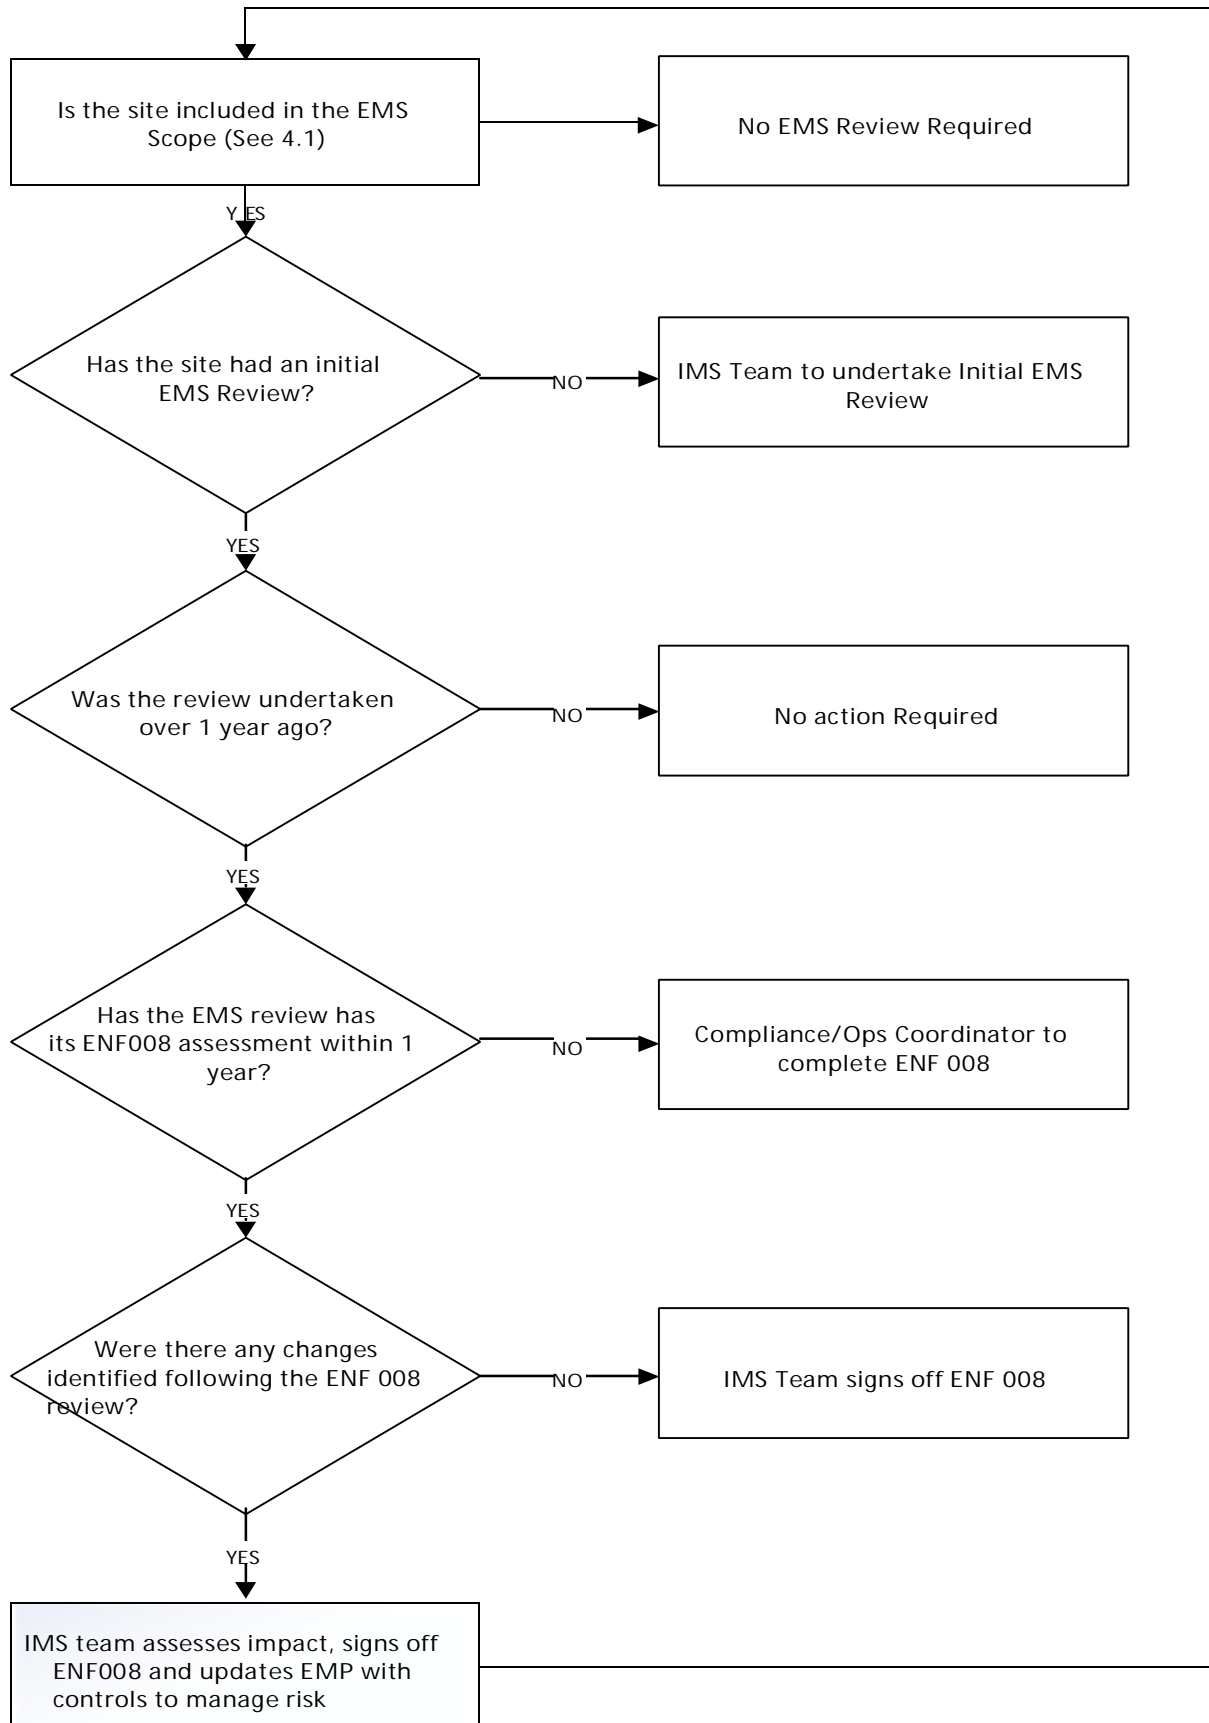 Is the site included in the EMS
Scope (See 4.1)
No EMS Review Required
YES
Has the site had an initial
EMS Review?
NO
IMS Team to undertake Initial EMS
Review
YES
Was the review undertaken
over 1 year ago?
NO
No action Required
YES
Has the EMS review has
its ENF008 assessment within 1
year?
NO
Compliance/Ops Coordinator to
complete ENF 008
YES
Were there any changes
identified following the ENF 008
review?
NO
IMS Team signs off ENF 008
YES
IMS team assesses impact, signs off
ENF008 and updates EMP with
controls to manage risk